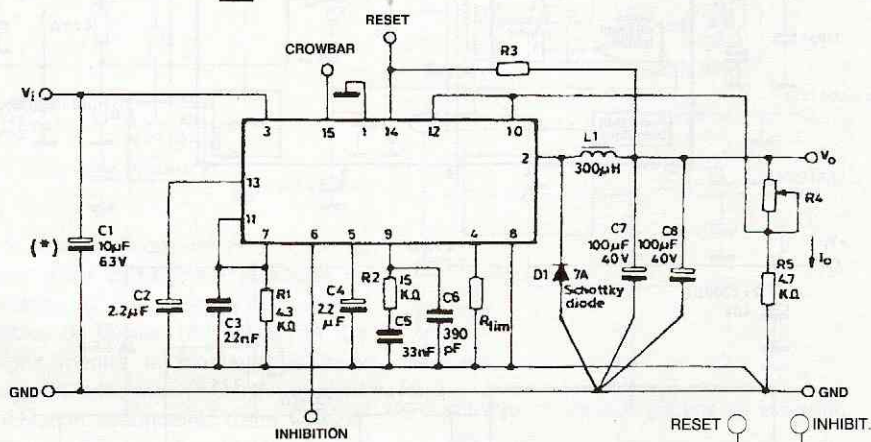 RESET
CROWBAR
R3
Vi
3
15
1
14
12
10
2
L1
300µH
Vo
R4
13
11
7
6
5
9
4
8
(*)
C1
10µF
63V
C2
2.2µF
C3
2.2nF
R1
4.3
KΩ
C4
2.2
µF
R2
15
KΩ
C5
33nF
C6
390
pF
Rlim
D1
7A
Schottky
diode
C7
100µF
40V
C8
100µF
40V
Io
R5
4.7
KΩ
GND
GND
INHIBITION
RESET
INHIBIT.